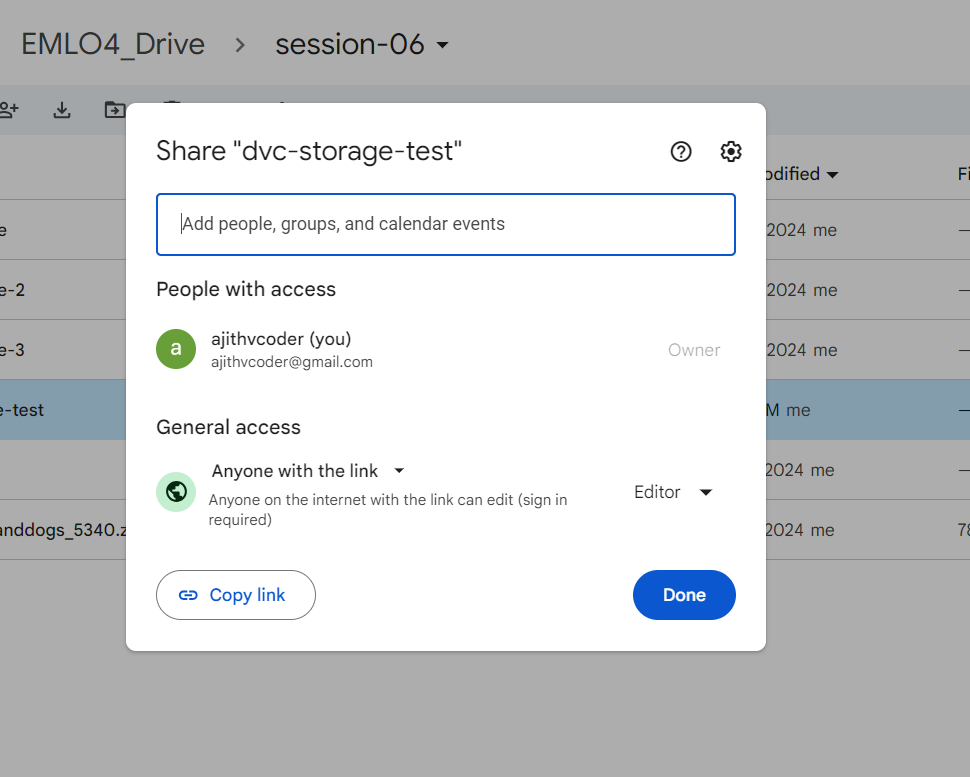 EMLO4_Drive > session-06
Share "dvc-storage-test"
Add people, groups, and calendar events
People with access
a
ajithvcoder (you)
ajithvcoder@gmail.com
Owner
General access
Anyone with the link
Anyone on the internet with the link can edit (sign in
required)
Editor
Copy link
Done
odified
Fi
e
2024 me
—
e-2
2024 me
—
e-3
2024 me
—
e-test
M me
—
2024 me
—
anddogs_5340.z
2024 me
78